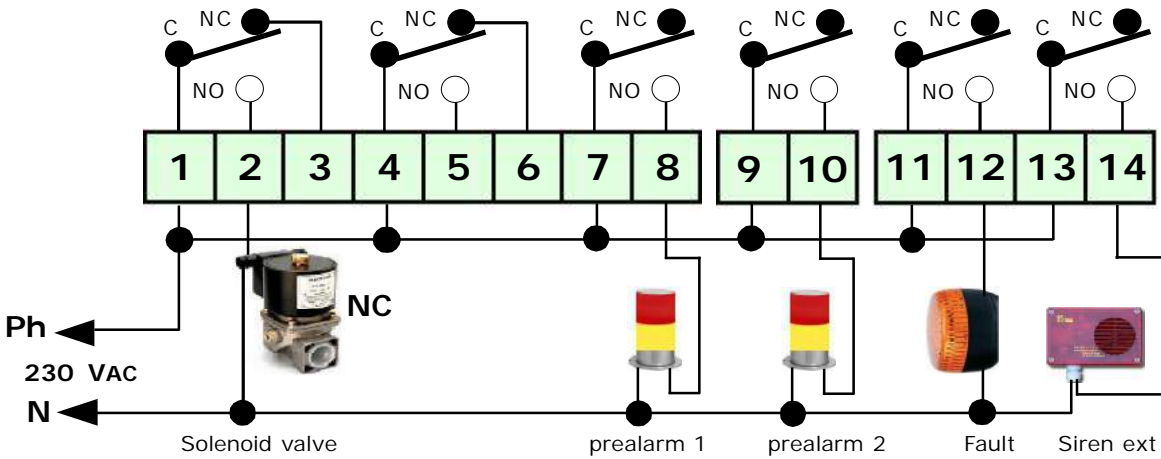 C NC C NC C NC C NC C NC C NC
NO NO NO NO NO NO
1 2 3 4 5 6 7 8 9 10 11 12 13 14
NC
Ph
230 VAC
N
Solenoid valve prealarm 1 prealarm 2 Fault Siren ext